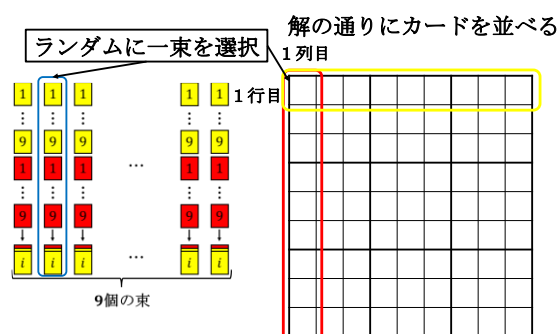 解の通りにカードを並べる
ランダムに一束を選択
1列目
1行目
1 1 1 1 1
⋮ ⋮ ⋮ ⋮ ⋮
9 9 9 9 9
1 1 1 … 1 1
⋮ ⋮ ⋮ ⋮ ⋮
9 9 9 9 9
↓ ↓ ↓ ↓ ↓
i i i … i i
9個の束